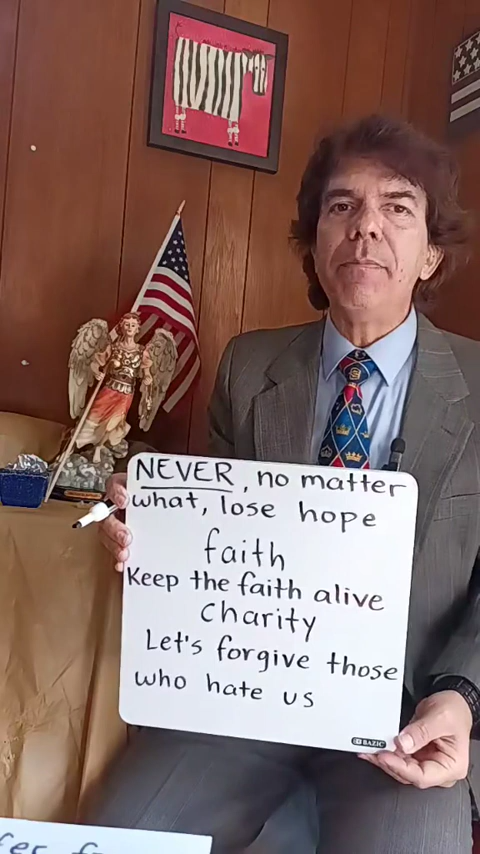 NEVER, no matter
what, lose hope
faith
Keep the faith alive
Charity
Let's forgive those
who hate us
BAZIC